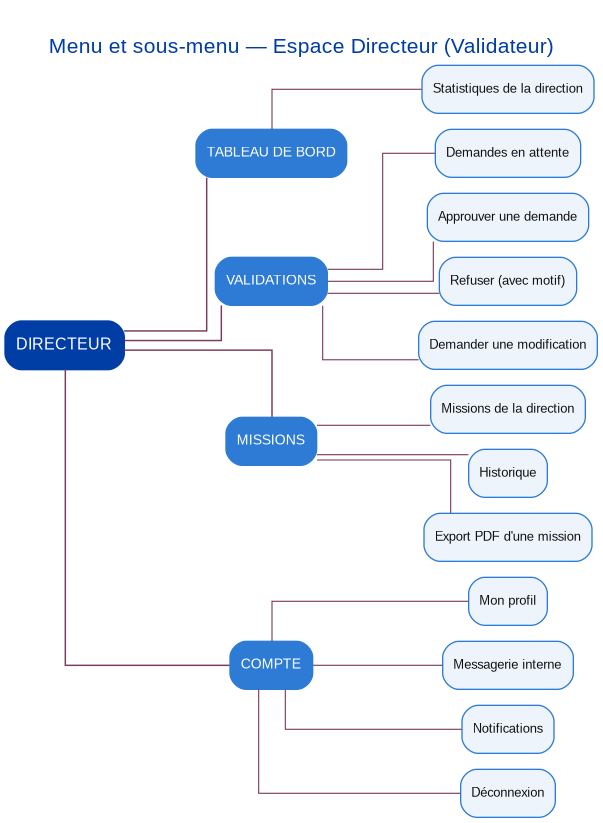 Menu et sous-menu — Espace Directeur (Validateur)
Statistiques de la direction
TABLEAU DE BORD
Demandes en attente
Approuver une demande
VALIDATIONS
Refuser (avec motif)
DIRECTEUR
Demander une modification
Missions de la direction
MISSIONS
Historique
Export PDF d'une mission
Mon profil
COMPTE
Messagerie interne
Notifications
Déconnexion